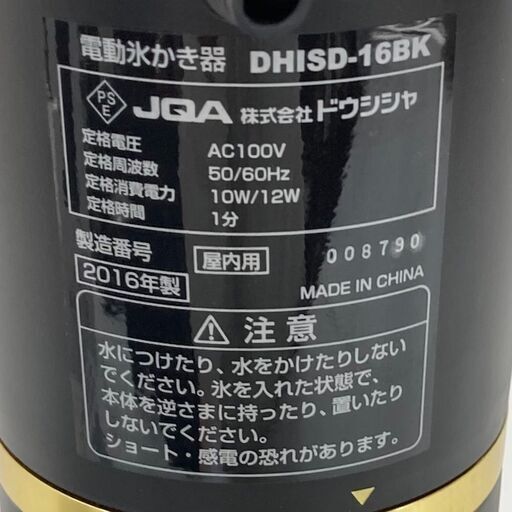 電動氷かき器 DHISD-16BK
PS
E
JQA 株式会社ドウシシャ
定格電圧 AC100V
定格周波数 50/60Hz
定格消費電力 10W/12W
定格時間 1分
製造番号 屋内用 008790
2016年製 MADE IN CHINA
注意
水につけたり、水をかけたりしない
でください。氷を入れた状態で、
本体を逆さまに持ったり、置いたり
しないでください。
ショート・感電の恐れがあります。